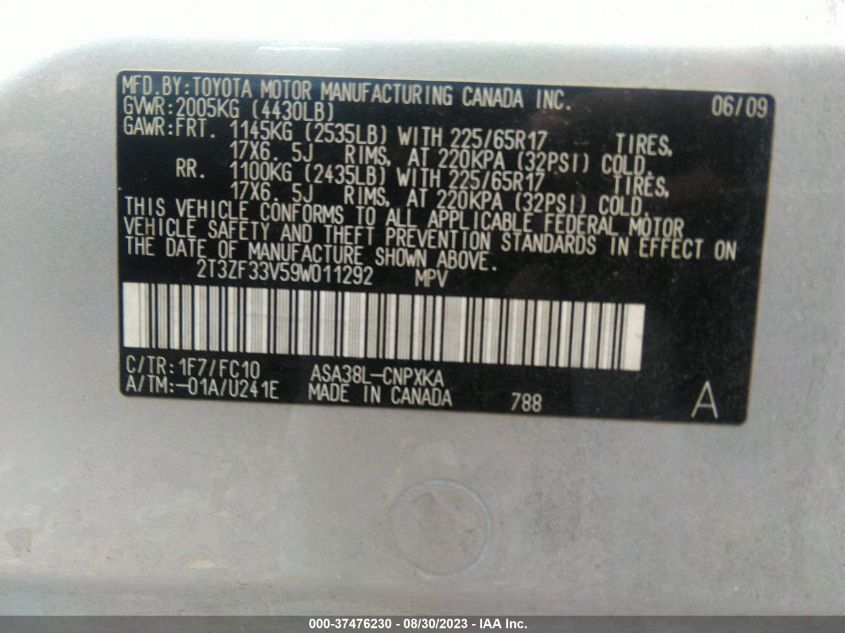 MFD.BY:TOYOTA MOTOR MANUFACTURING CANADA INC. 06/09
GVWR:2005KG (4430LB)
GAWR:FRT. 1145KG (2535LB) WITH 225/65R17 TIRES,
17X6. 5J RIMS, AT 220KPA (32PSI) COLD.
RR. 1100KG (2435LB) WITH 225/65R17 TIRES,
17X6. 5J RIMS, AT 220KPA (32PSI) COLD.
THIS VEHICLE CONFORMS TO ALL APPLICABLE FEDERAL MOTOR
VEHICLE SAFETY AND THEFT PREVENTION STANDARDS IN EFFECT ON
THE DATE OF MANUFACTURE SHOWN ABOVE.
2T3ZF33V59W011292 MPV
C/TR:1F7/FC10 ASA38L-CNPXKA
A/TM:-01A/U241E MADE IN CANADA 788 A
000-37476230 - 08/30/2023 - IAA Inc.